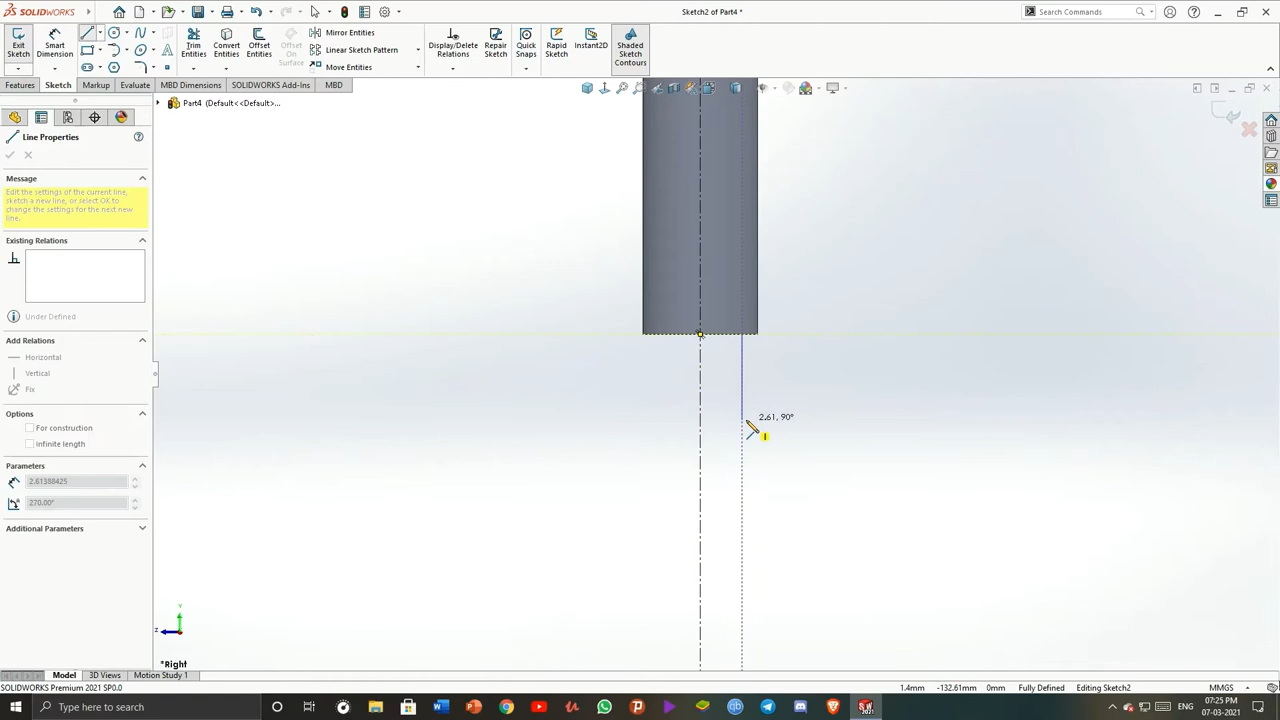 SOLIDWORKS
Sketch2 of Part4 *
Search Commands
Exit Sketch
Smart Dimension
Trim Entities
Convert Entities
Offset Entities
Offset On Surface
Mirror Entities
Linear Sketch Pattern
Move Entities
Display/Delete Relations
Repair Sketch
Quick Snaps
Rapid Sketch
Instant2D
Shaded Sketch Contours
Features
Sketch
Markup
Evaluate
MBD Dimensions
SOLIDWORKS Add-Ins
MBD
Part4 (Default<<Default>...
Line Properties
Message
Edit the settings of the current line,
sketch a new line, or select OK to
change the settings for the next new
line.
Existing Relations
Under Defined
Add Relations
Horizontal
Vertical
Fix
Options
For construction
Infinite length
Parameters
2.61388425
270.00°
Additional Parameters
2.61, 90°
Y
Z
*Right
Model
3D Views
Motion Study 1
SOLIDWORKS Premium 2021 SP0.0
1.4mm
-132.61mm
0mm
Fully Defined
Editing Sketch2
MMGS
Type here to search
07:25 PM
07-03-2021